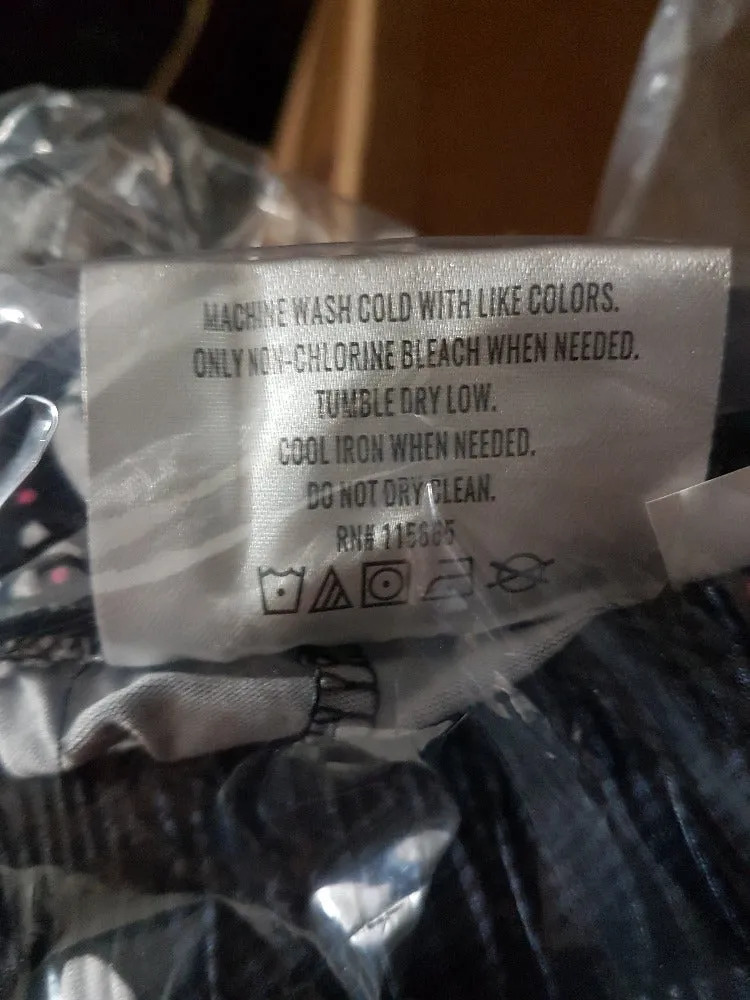 MACHINE WASH COLD WITH LIKE COLORS.
ONLY NON-CHLORINE BLEACH WHEN NEEDED.
TUMBLE DRY LOW.
COOL IRON WHEN NEEDED.
DO NOT DRY CLEAN.
RN#